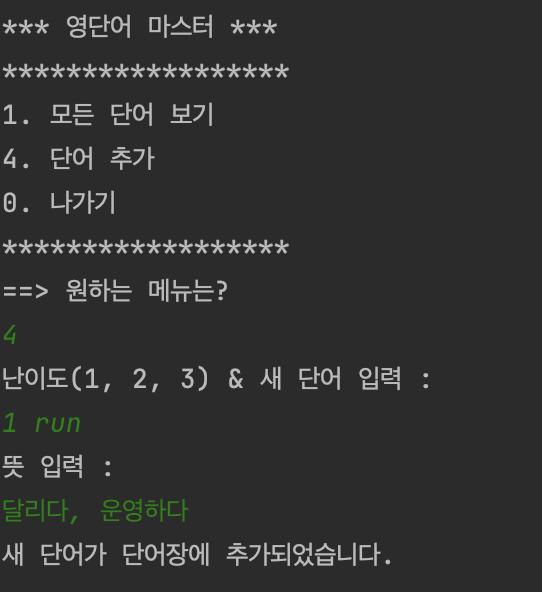 *** 영단어 마스터 ***
******************
1. 모든 단어 보기
4. 단어 추가
0. 나가기
******************
==> 원하는 메뉴는?
4
난이도(1, 2, 3) & 새 단어 입력 :
1 run
뜻 입력 :
달리다, 운영하다
새 단어가 단어장에 추가되었습니다.